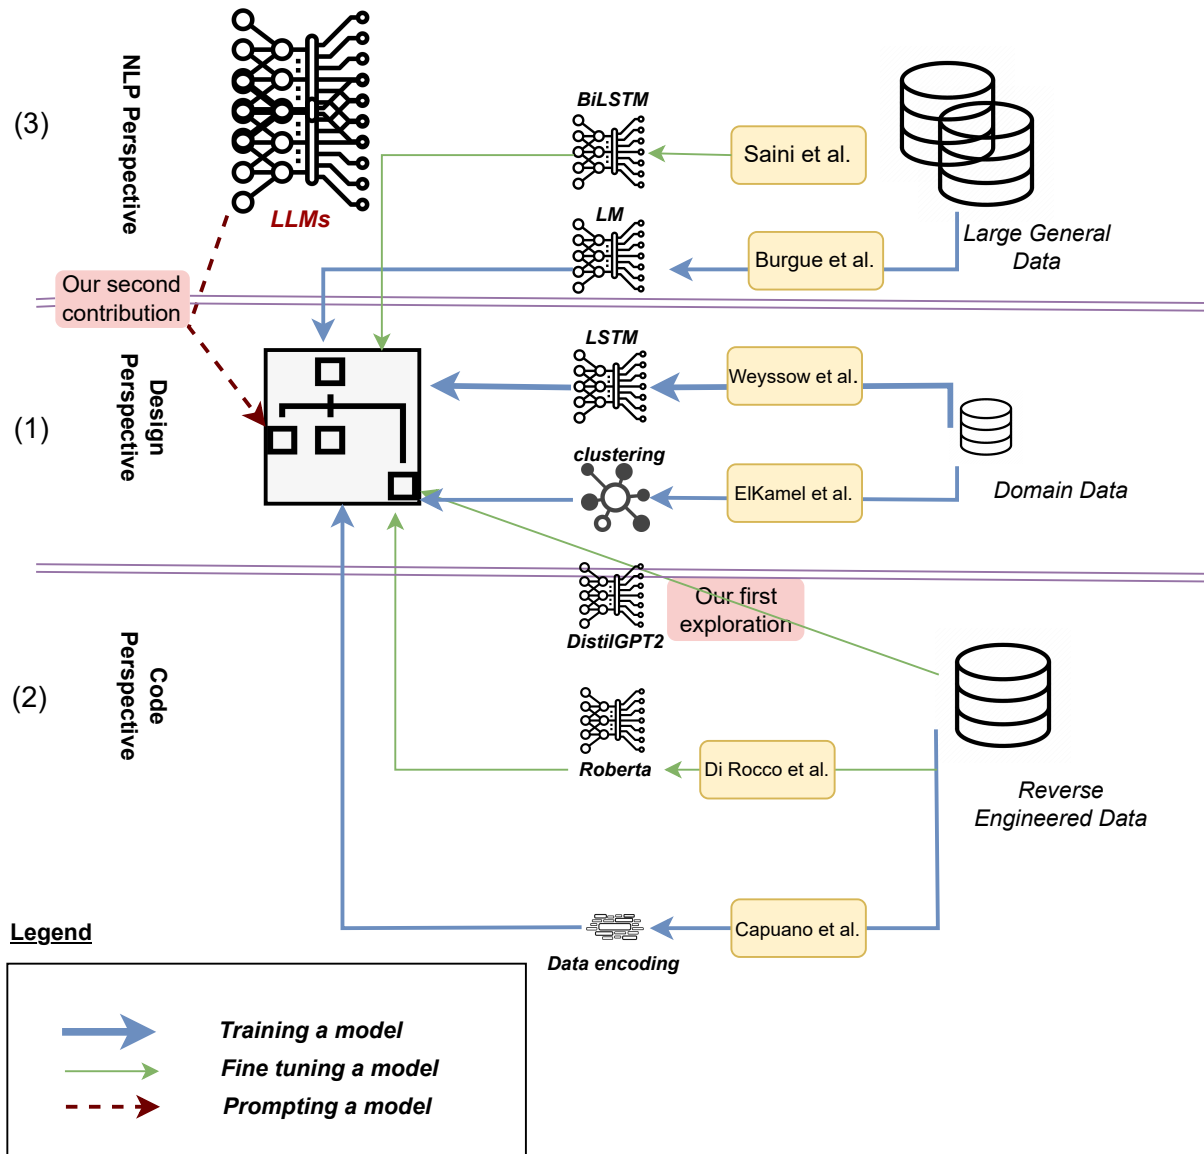 (3)
NLP Perspective
LLMs
BiLSTM
Saini et al.
LM
Burgue et al.
Large General
Data
Our second
contribution
(1)
Design
Perspective
LSTM
Weyssow et al.
clustering
ElKamel et al.
Domain Data
(2)
Code
Perspective
DistilGPT2
Our first
exploration
Roberta
Di Rocco et al.
Reverse
Engineered Data
Data encoding
Capuano et al.
Legend
Training a model
Fine tuning a model
Prompting a model